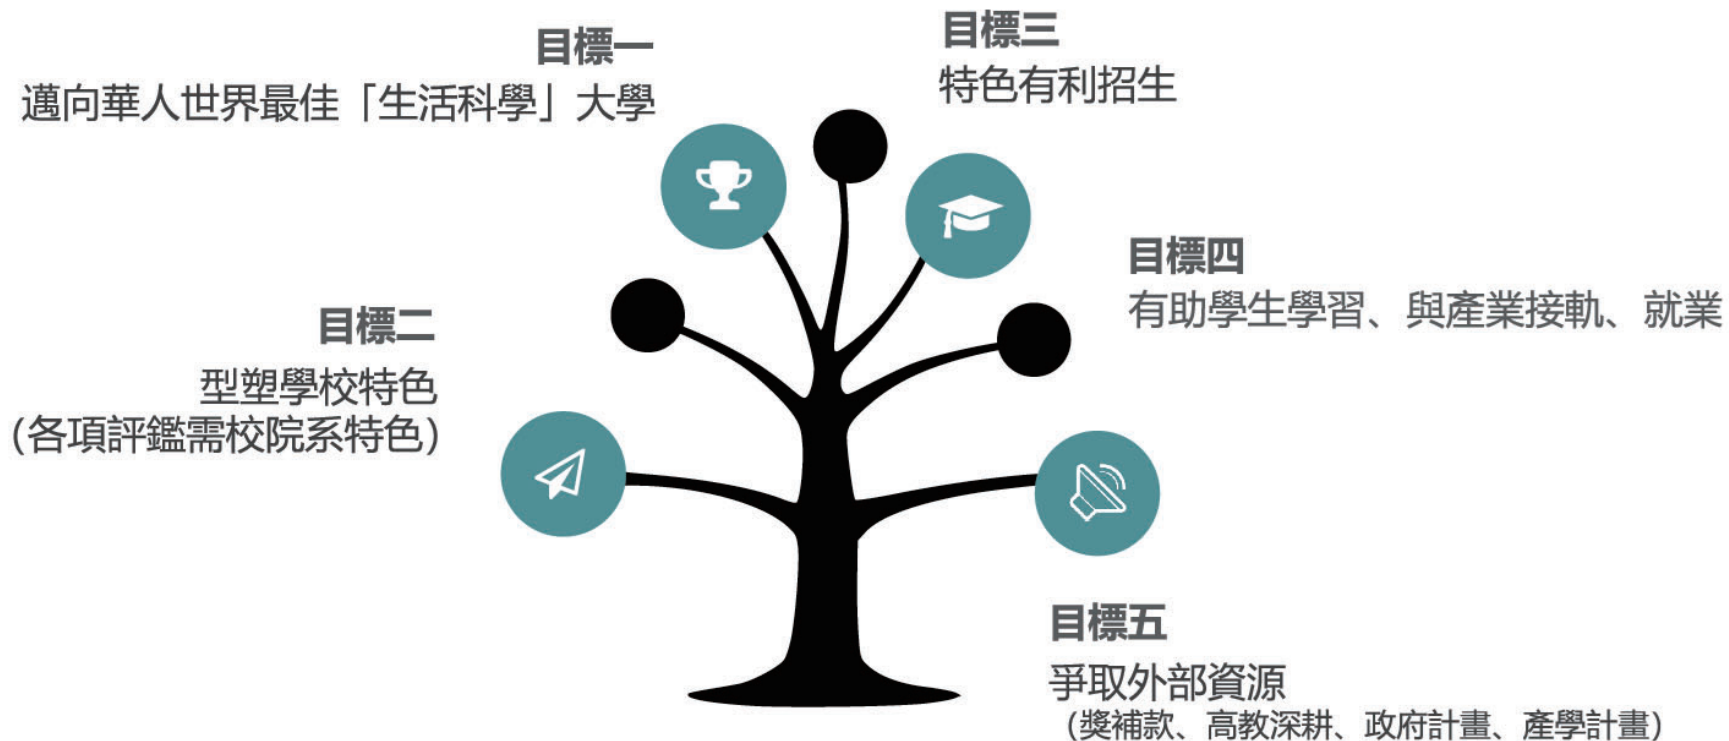 目標一
邁向華人世界最佳「生活科學」大學
目標二
型塑學校特色
(各項評鑑需校院系特色)
目標三
特色有利招生
目標四
有助學生學習、與產業接軌、就業
目標五
爭取外部資源
(獎補款、高教深耕、政府計畫、產學計畫)